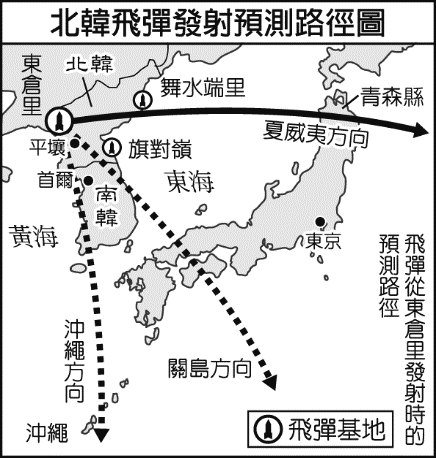 北韓飛彈發射預測路徑圖
東倉里
北韓
舞水端里
青森縣
夏威夷方向
平壤
旗對嶺
首爾
南韓
東海
黃海
東京
飛彈從東倉里發射時的
預測路徑
沖繩方向
關島方向
沖繩
飛彈基地